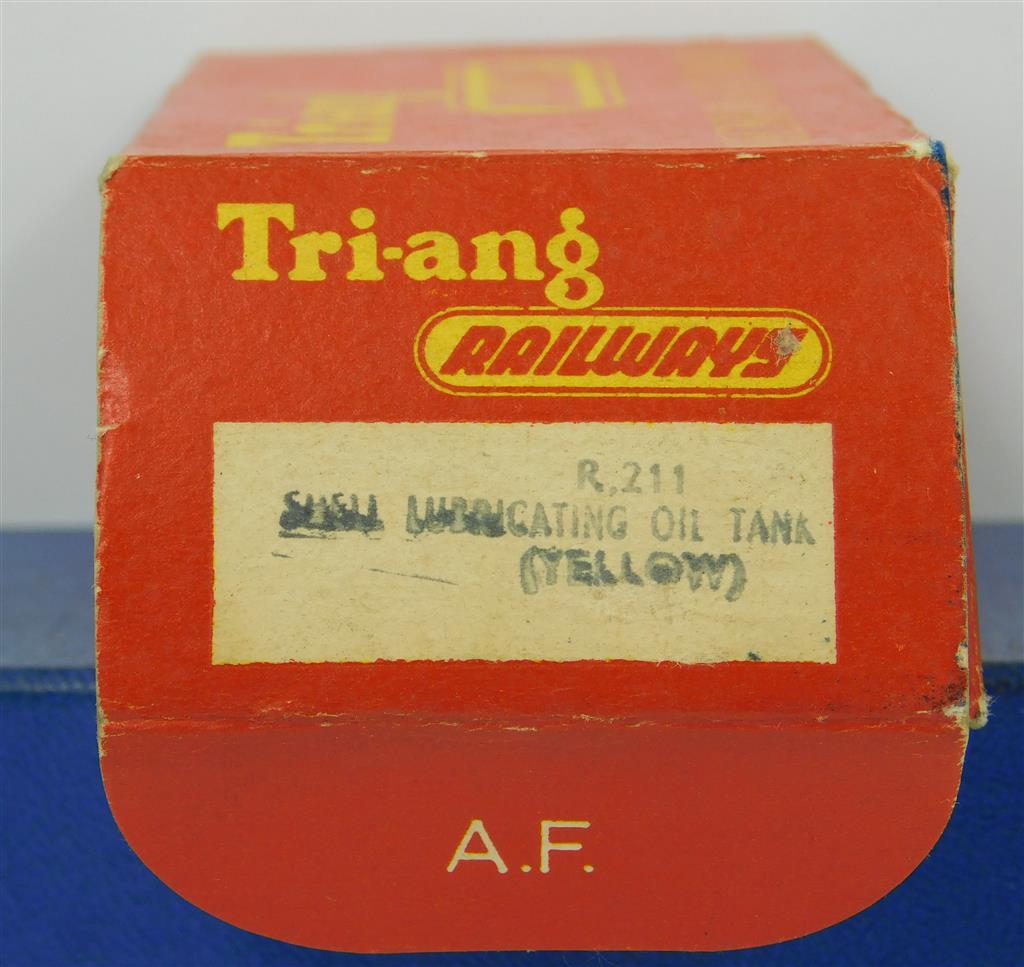 Tri-ang
RAILWAYS
R.211
SHELL LUBRICATING OIL TANK
(YELLOW)
A.F.